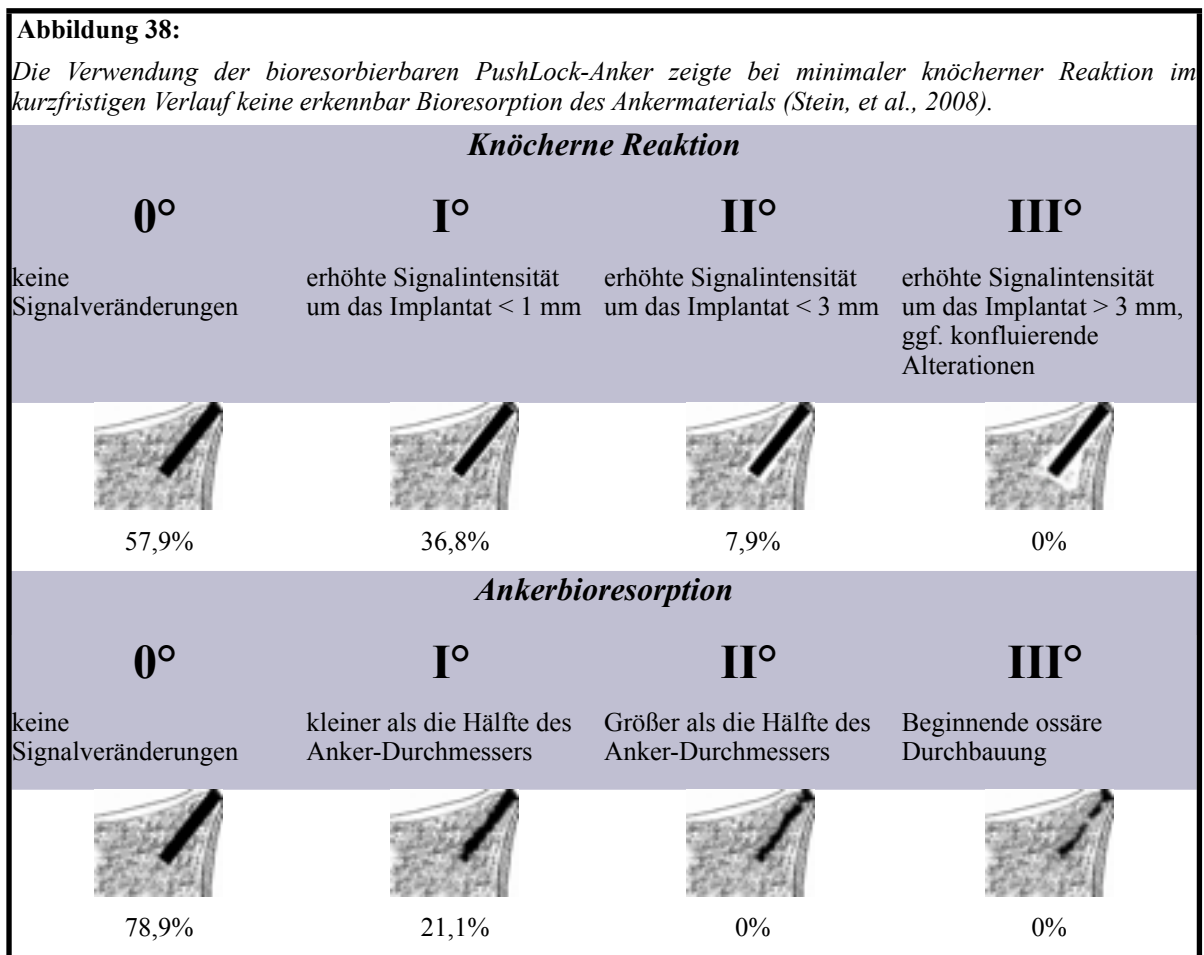 Abbildung 38:
Die Verwendung der bioresorbierbaren PushLock-Anker zeigte bei minimaler knöcherner Reaktion im
kurzfristigen Verlauf keine erkennbar Bioresorption des Ankermaterials (Stein, et al., 2008).
Knöcherne Reaktion
0° I° II° III°
keine erhöhte Signalintensität erhöhte Signalintensität erhöhte Signalintensität
Signalveränderungen um das Implantat < 1 mm um das Implantat < 3 mm um das Implantat > 3 mm,
ggf. konfluierende
Alterationen
57,9% 36,8% 7,9% 0%
Ankerbioresorption
0° I° II° III°
keine kleiner als die Hälfte des Größer als die Hälfte des Beginnende ossäre
Signalveränderungen Anker-Durchmessers Anker-Durchmessers Durchbauung
78,9% 21,1% 0% 0%